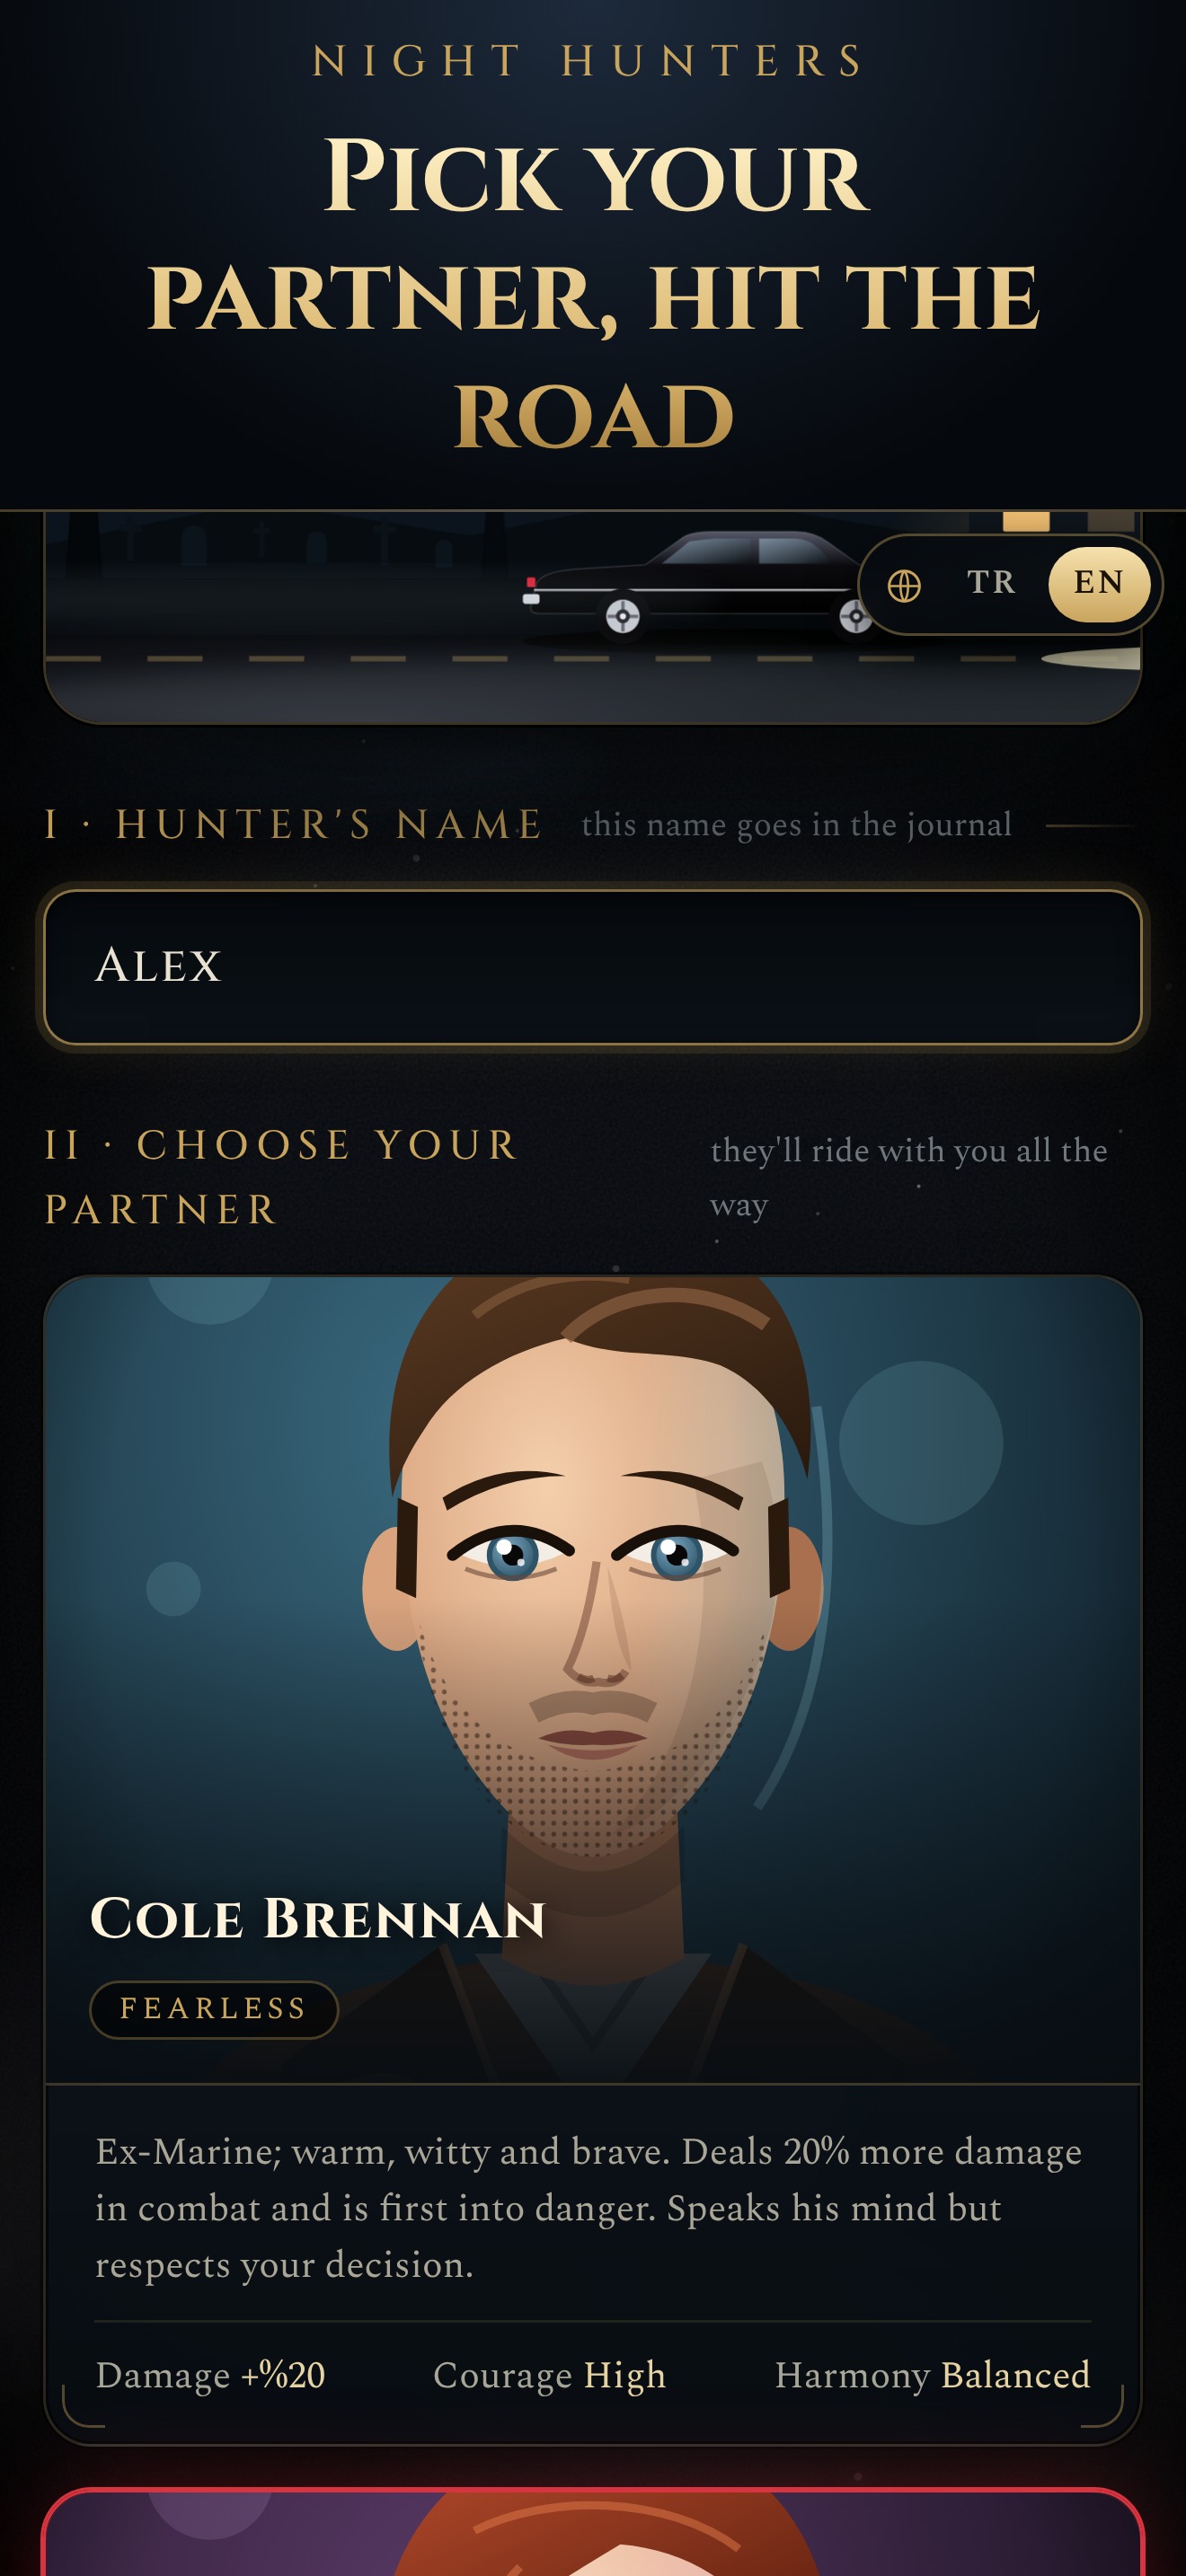 NIGHT HUNTERS
PICK YOUR
PARTNER, HIT THE
ROAD
TR EN
I · HUNTER'S NAME this name goes in the journal
ALEX
II · CHOOSE YOUR
PARTNER
they'll ride with you all the
way
COLE BRENNAN
FEARLESS
Ex-Marine; warm, witty and brave. Deals 20% more damage
in combat and is first into danger. Speaks his mind but
respects your decision.
Damage +%20 Courage High Harmony Balanced